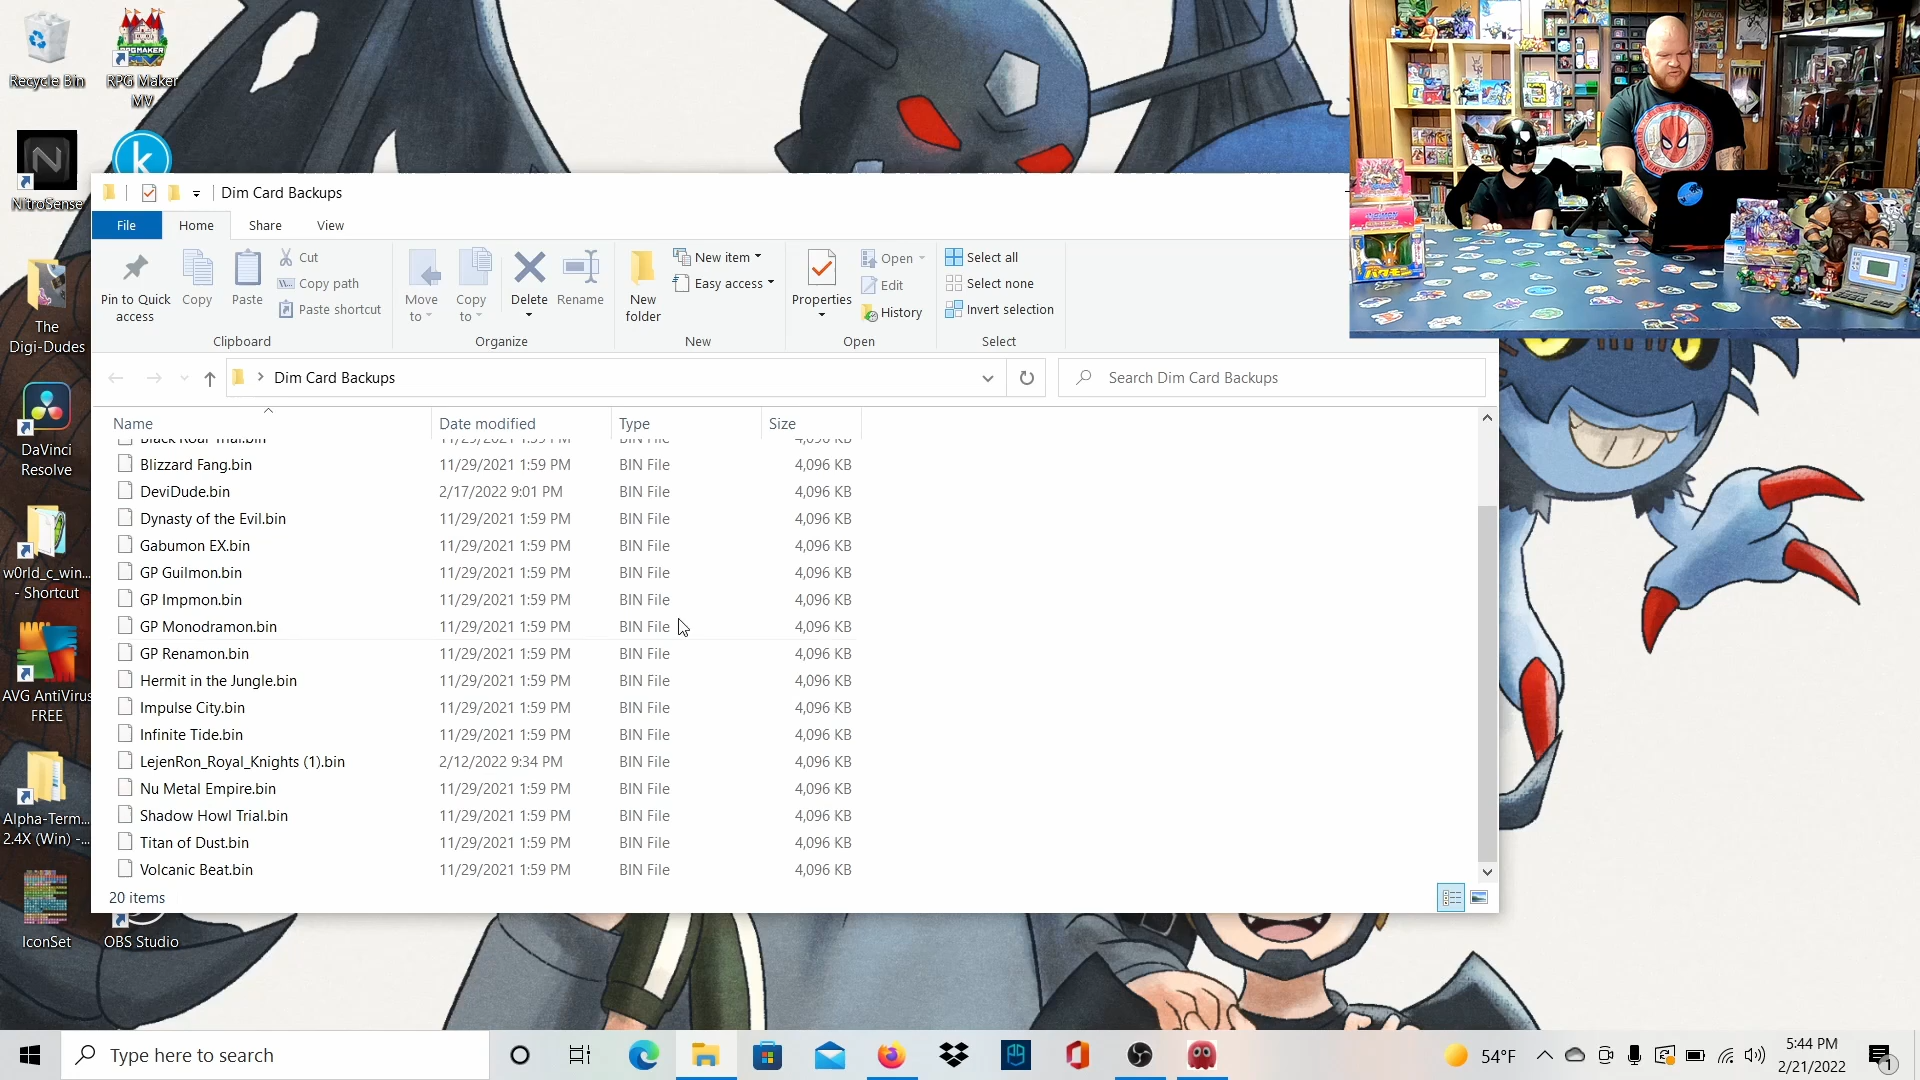 Recycle Bin
RPG Maker
MV
NitroSense
The
Digi-Dudes
DaVinci
Resolve
w0rld_c_win...
- Shortcut
AVG AntiVirus
FREE
Alpha-Term...
2.4X (Win) -...
IconSet
OBS Studio
Dim Card Backups
File
Home
Share
View
Pin to Quick
access
Copy
Paste
Cut
Copy path
Paste shortcut
Clipboard
Move
to
Copy
to
Delete
Rename
Organize
New
folder
New item
Easy access
New
Properties
Open
Edit
History
Open
Select all
Select none
Invert selection
Select
Dim Card Backups
Search Dim Card Backups
Name Date modified Type Size
Black Roar Trial.bin 11/29/2021 1:59 PM BIN File 4,096 KB
Blizzard Fang.bin 11/29/2021 1:59 PM BIN File 4,096 KB
DeviDude.bin 2/17/2022 9:01 PM BIN File 4,096 KB
Dynasty of the Evil.bin 11/29/2021 1:59 PM BIN File 4,096 KB
Gabumon EX.bin 11/29/2021 1:59 PM BIN File 4,096 KB
GP Guilmon.bin 11/29/2021 1:59 PM BIN File 4,096 KB
GP Impmon.bin 11/29/2021 1:59 PM BIN File 4,096 KB
GP Monodramon.bin 11/29/2021 1:59 PM BIN File 4,096 KB
GP Renamon.bin 11/29/2021 1:59 PM BIN File 4,096 KB
Hermit in the Jungle.bin 11/29/2021 1:59 PM BIN File 4,096 KB
Impulse City.bin 11/29/2021 1:59 PM BIN File 4,096 KB
Infinite Tide.bin 11/29/2021 1:59 PM BIN File 4,096 KB
LejenRon_Royal_Knights (1).bin 2/12/2022 9:34 PM BIN File 4,096 KB
Nu Metal Empire.bin 11/29/2021 1:59 PM BIN File 4,096 KB
Shadow Howl Trial.bin 11/29/2021 1:59 PM BIN File 4,096 KB
Titan of Dust.bin 11/29/2021 1:59 PM BIN File 4,096 KB
Volcanic Beat.bin 11/29/2021 1:59 PM BIN File 4,096 KB
20 items
Type here to search
54°F
5:44 PM
2/21/2022
1